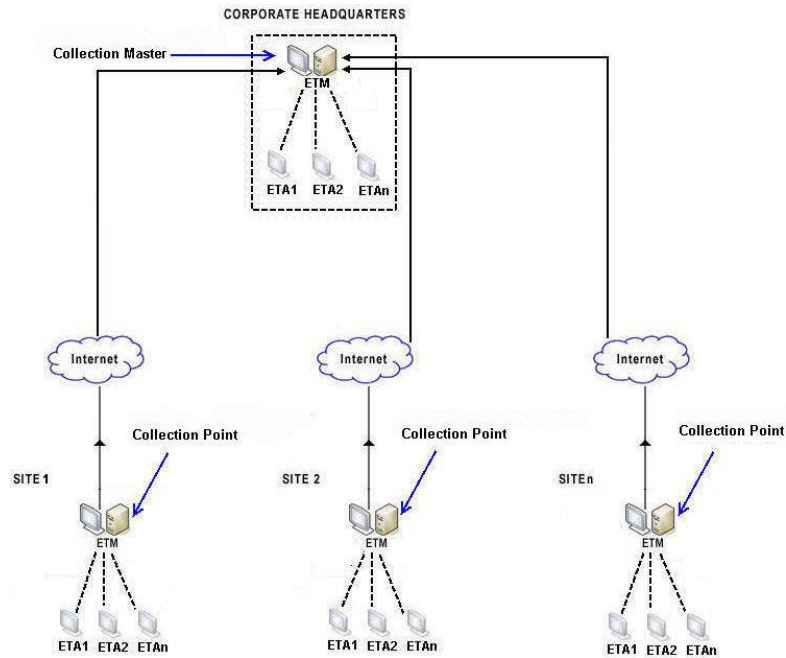 CORPORATE HEADQUARTERS
Collection Master
ETM
ETA1 ETA2 ETAn
Internet Internet Internet
Collection Point Collection Point Collection Point
SITE 1 SITE 2 SITEn
ETM ETM ETM
ETA1 ETA2 ETAn ETA1 ETA2 ETAn ETA1 ETA2 ETAn